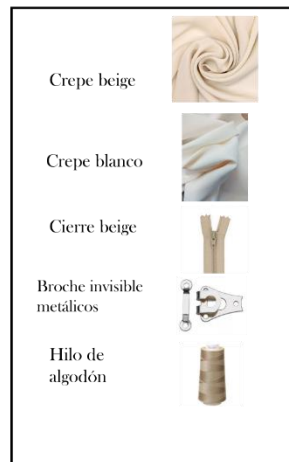 Crepe beige
Crepe blanco
Cierre beige
Broche invisible
metálicos
Hilo de
algodón